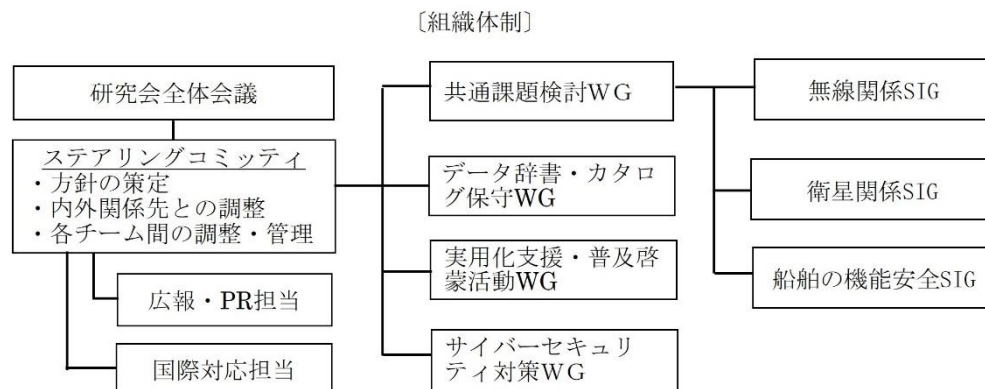 〔組織体制〕
研究会全体会議
ステアリングコミッティ
・方針の策定
・内外関係先との調整
・各チーム間の調整・管理
広報・PR担当
国際対応担当
共通課題検討ＷＧ
データ辞書・カタロ
グ保守WG
実用化支援・普及啓
蒙活動WG
サイバーセキュリ
ティ対策ＷＧ
無線関係SIG
衛星関係SIG
船舶の機能安全SIG